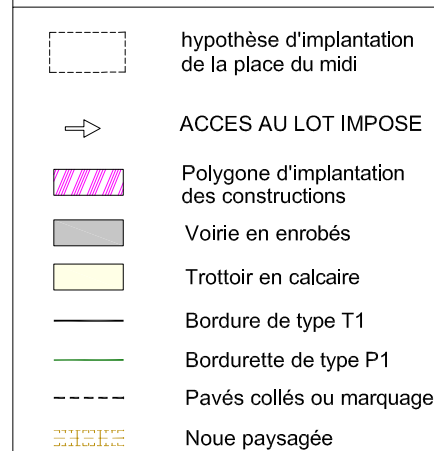 hypothèse d'implantation
de la place du midi
ACCES AU LOT IMPOSE
Polygone d'implantation
des constructions
Voirie en enrobés
Trottoir en calcaire
Bordure de type T1
Bordurette de type P1
Pavés collés ou marquage
Noue paysagée